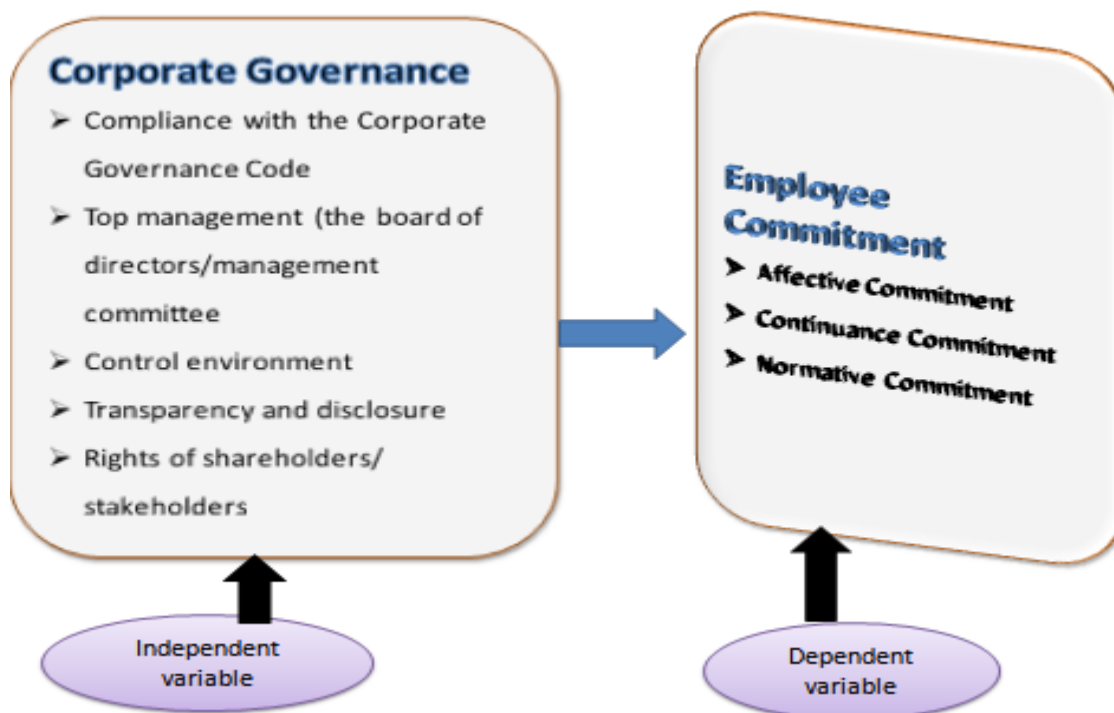 Corporate Governance
➢ Compliance with the Corporate
Governance Code
➢ Top management (the board of
directors/management
committee
➢ Control environment
➢ Transparency and disclosure
➢ Rights of shareholders/
stakeholders
Employee
Commitment
➢ Affective Commitment
➢ Continuance Commitment
➢ Normative Commitment
Independent
variable
Dependent
variable